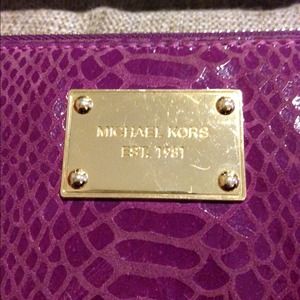 MICHAEL KORS
EST. 1981